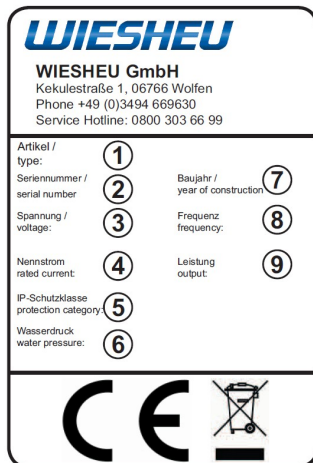 WIESHEU
WIESHEU GmbH
Kekulestraße 1, 06766 Wolfen
Phone +49 (0)3494 669630
Service Hotline: 0800 303 66 99
Artikel /
type:
1
Seriennummer /
serial number
2
Spannung /
voltage:
3
Nennstrom
rated current:
4
IP-Schutzklasse
protection category:
5
Wasserdruck
water pressure:
6
Baujahr /
year of construction
7
Frequenz
frequency:
8
Leistung
output:
9
CE